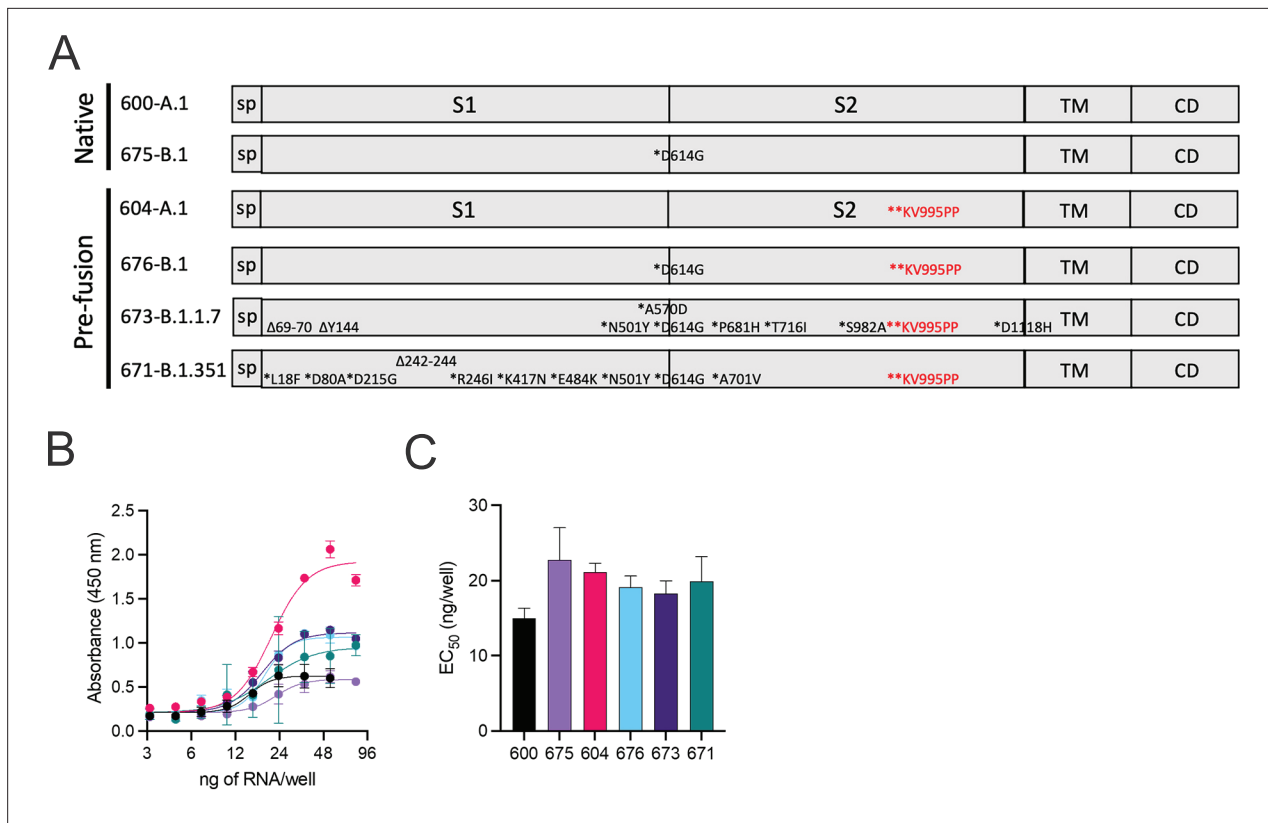 A
Native
600-A.1 sp S1 S2 TM CD
675-B.1 sp *D614G TM CD
Pre-fusion
604-A.1 sp S1 S2 **KV995PP TM CD
676-B.1 sp *D614G **KV995PP TM CD
*A570D
673-B.1.1.7 sp Δ69-70 ΔY144 *N501Y *D614G *P681H *T716I *S982A **KV995PP *D1118H TM CD
Δ242-244
671-B.1.351 sp *L18F *D80A *D215G *R246I *K417N *E484K *N501Y *D614G *A701V **KV995PP TM CD
B
Absorbance (450 nm)
2.5
2.0
1.5
1.0
0.5
0.0
3 6 12 24 48 96
ng of RNA/well
C
EC50 (ng/well)
30
20
10
0
600 675 604 676 673 671